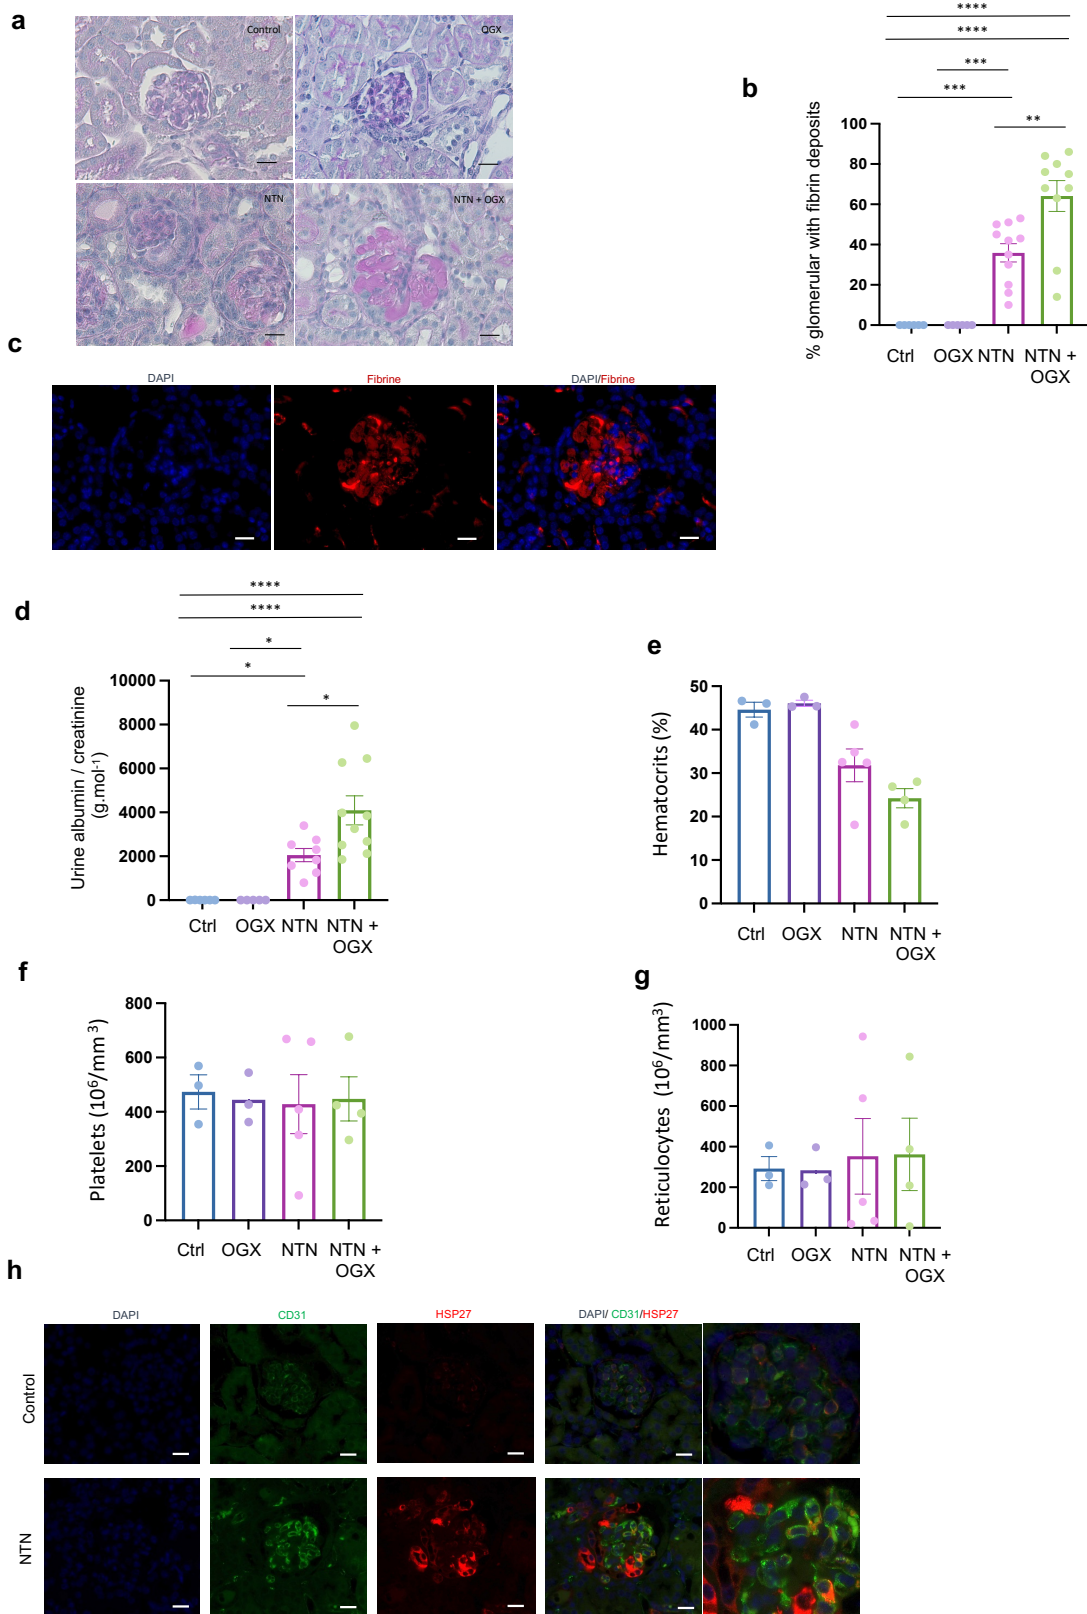 a
Control
OGX
NTN
NTN + OGX
b
****
****
***
***
**
% glomerular with fibrin deposits
100
80
60
40
20
0
Ctrl OGX NTN NTN +
OGX
c
DAPI
Fibrine
DAPI/Fibrine
d
****
****
*
*
*
Urine albumin / creatinine
(g.mol-1)
10000
8000
6000
4000
2000
0
Ctrl OGX NTN NTN +
OGX
e
Hematocrits (%)
50
40
30
20
10
0
Ctrl OGX NTN NTN +
OGX
f
Platelets (10⁶/mm³)
800
600
400
200
0
Ctrl OGX NTN NTN +
OGX
g
Reticulocytes (10⁶/mm³)
1000
800
600
400
200
0
Ctrl OGX NTN NTN +
OGX
h
DAPI
CD31
HSP27
DAPI/ CD31/HSP27
Control
NTN